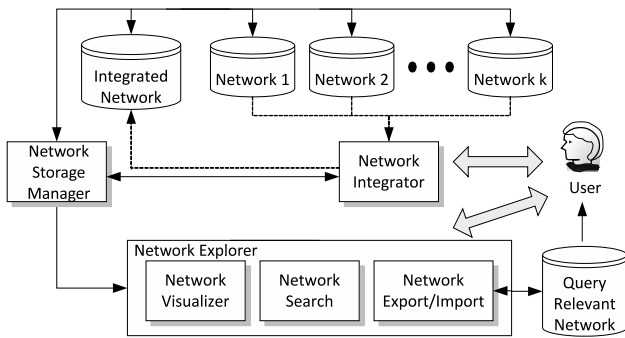 Integrated
Network
Network 1
Network 2
Network k
Network
Storage
Manager
Network
Integrator
User
Network Explorer
Network
Visualizer
Network
Search
Network
Export/Import
Query
Relevant
Network